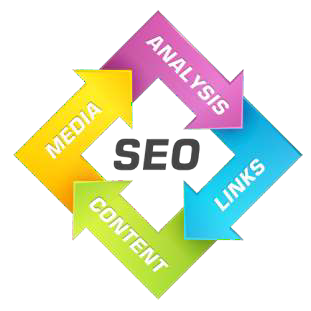 ANALYSIS
MEDIA
SEO
LINKS
CONTENT